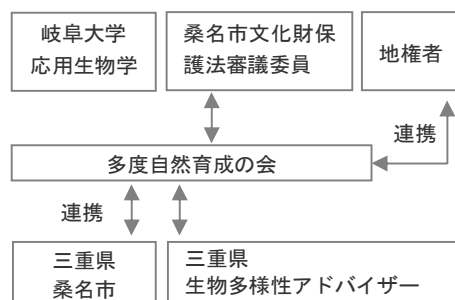 岐阜大学
応用生物学
桑名市文化財保
護法審議委員
地権者
連携
多度自然育成の会
連携
三重県
桑名市
三重県
生物多様性アドバイザー